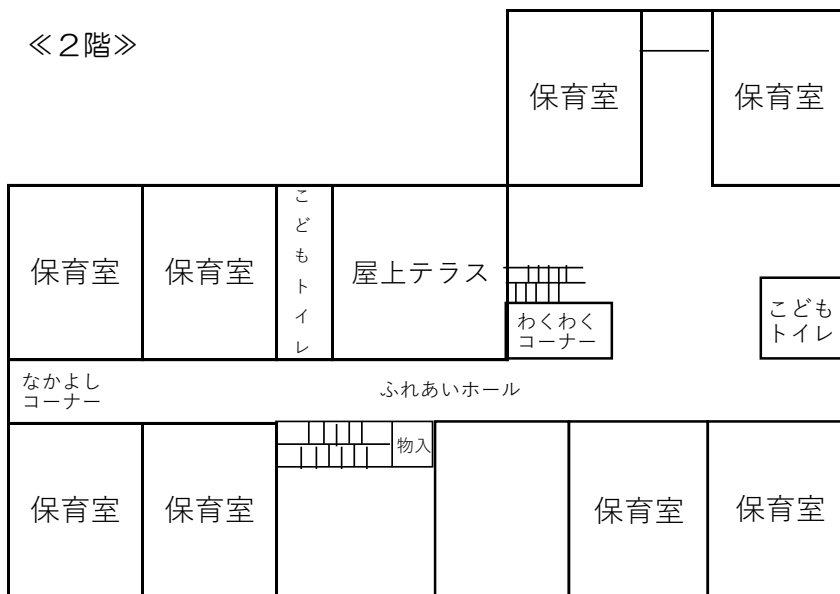 ≪２階≫
保育室
保育室
保育室
保育室
こどもトイレ
屋上テラス
わくわく
コーナー
こども
トイレ
なかよし
コーナー
ふれあいホール
物入
保育室
保育室
保育室
保育室